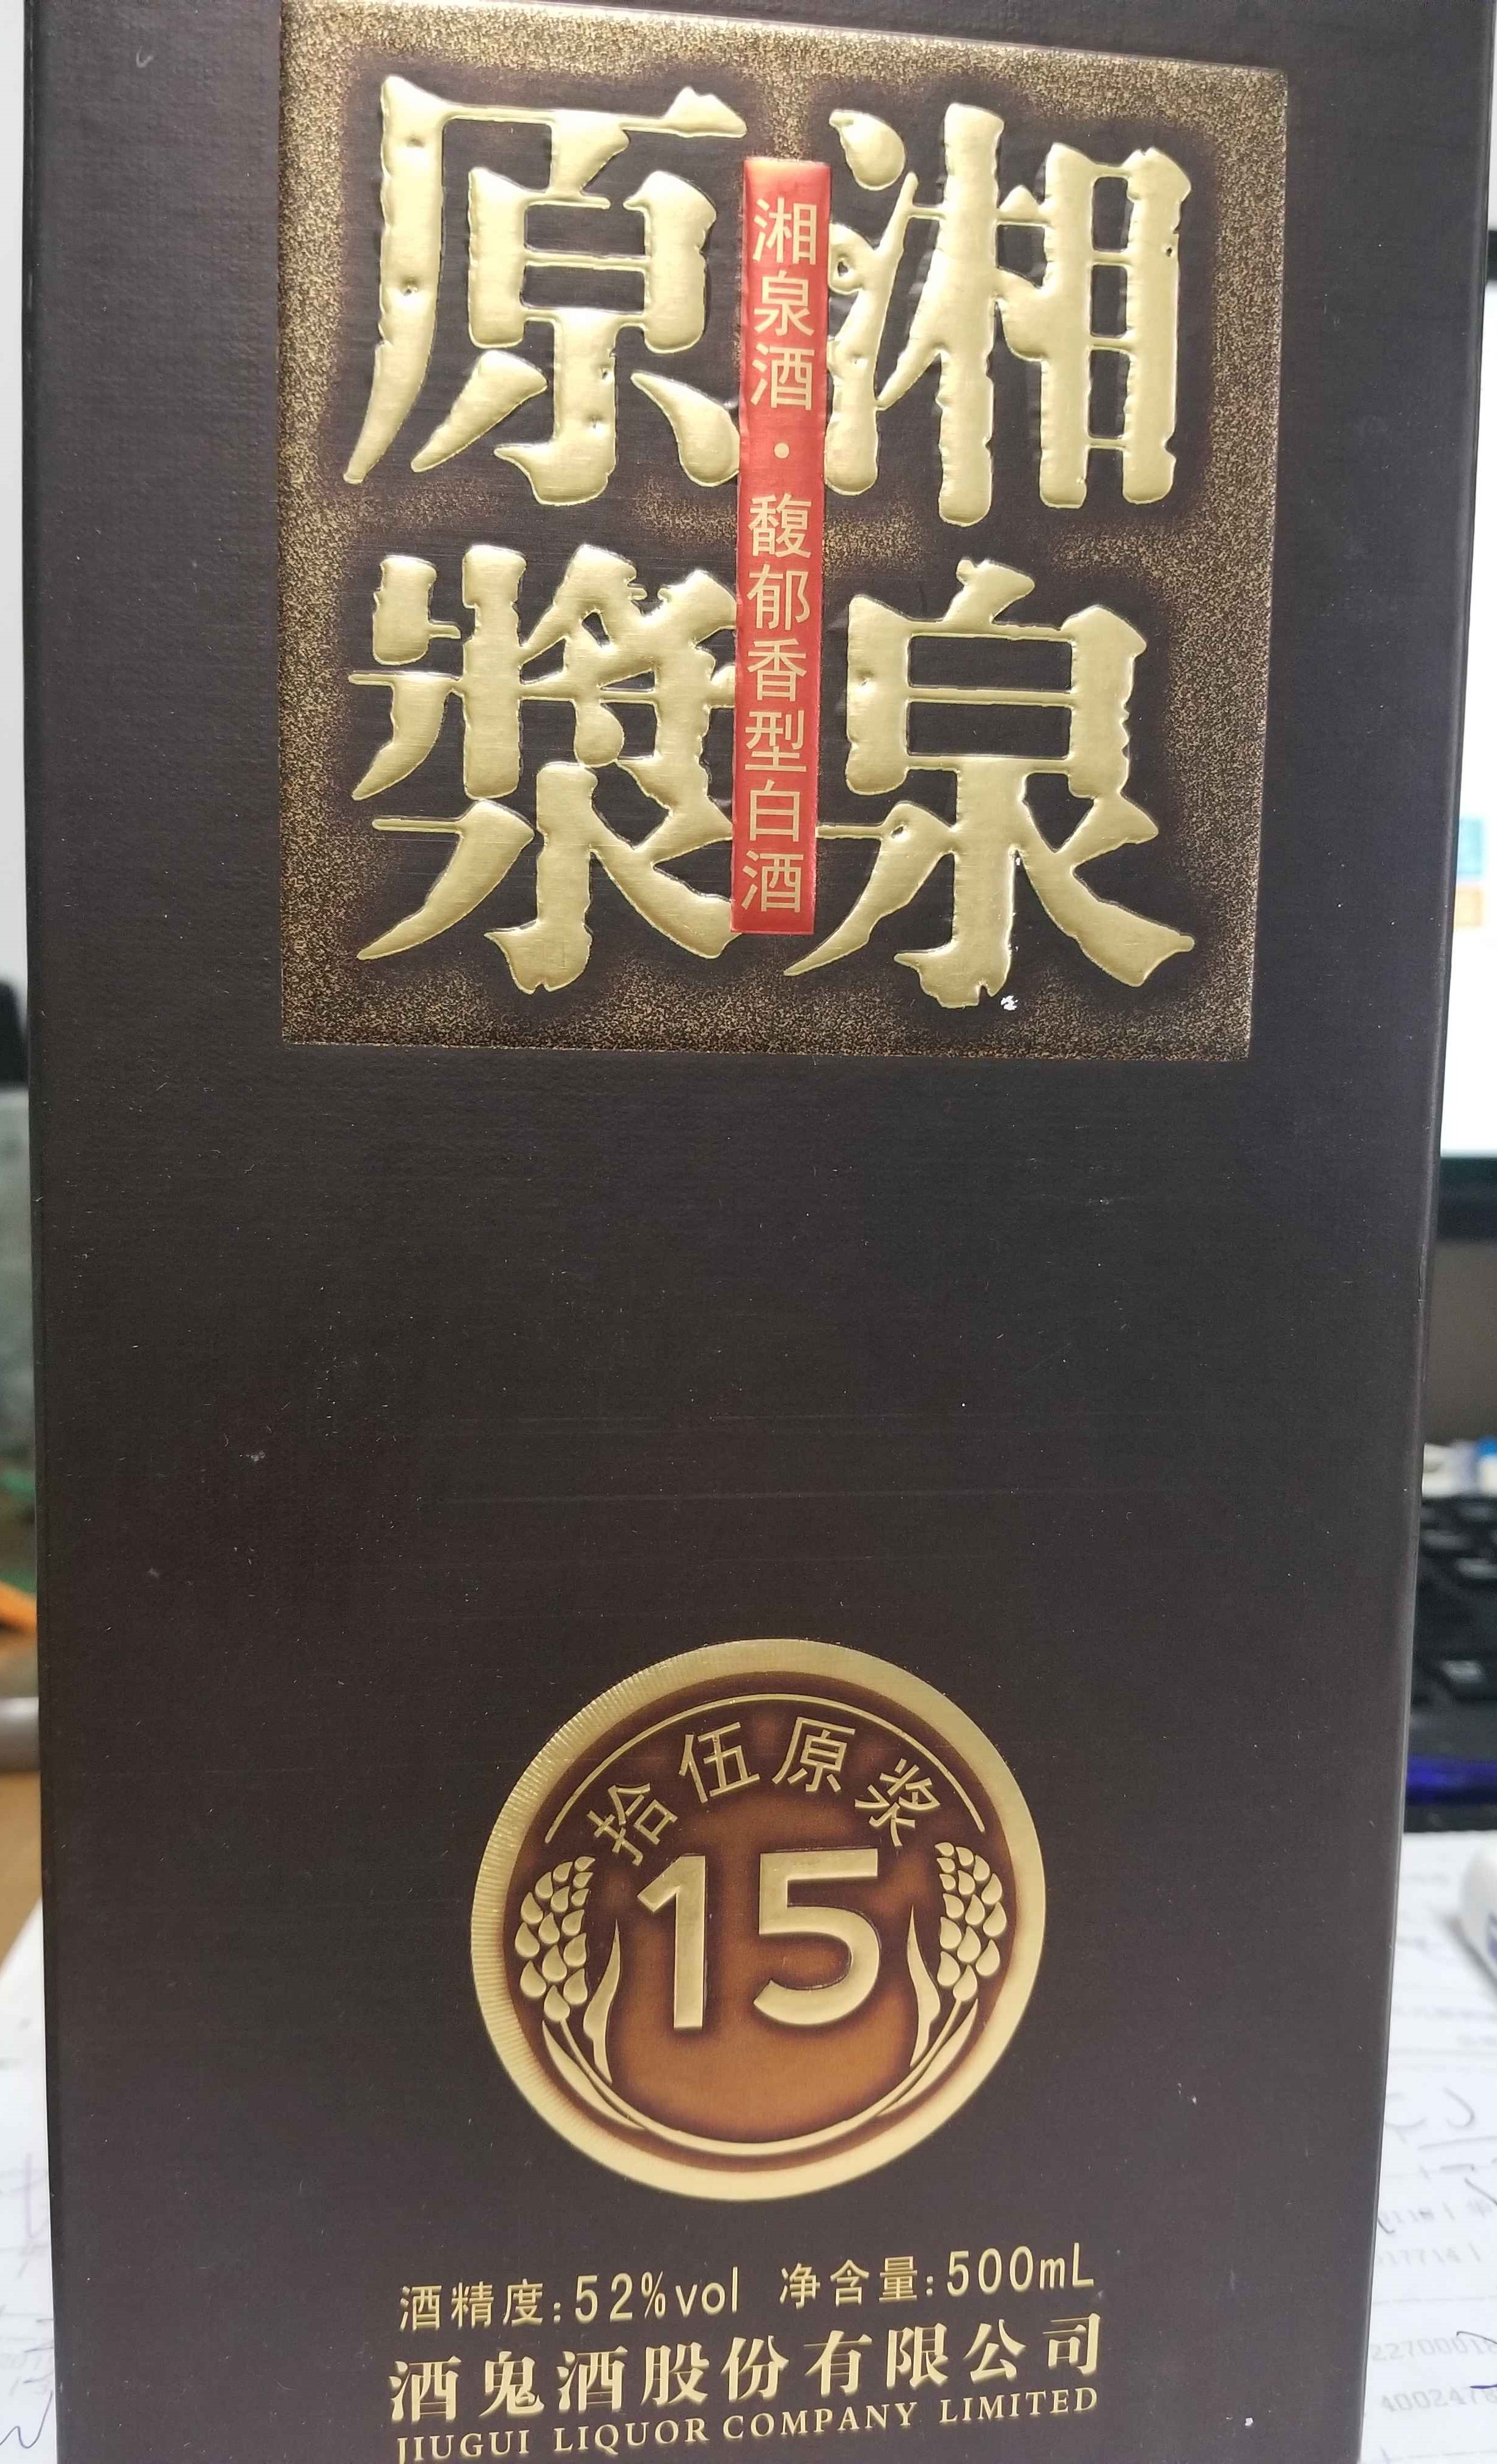 湘泉
原漿
湘泉酒·馥郁香型白酒
拾伍原浆
15
酒精度:52%vol 净含量:500mL
酒鬼酒股份有限公司
JIUGUI LIQUOR COMPANY LIMITED